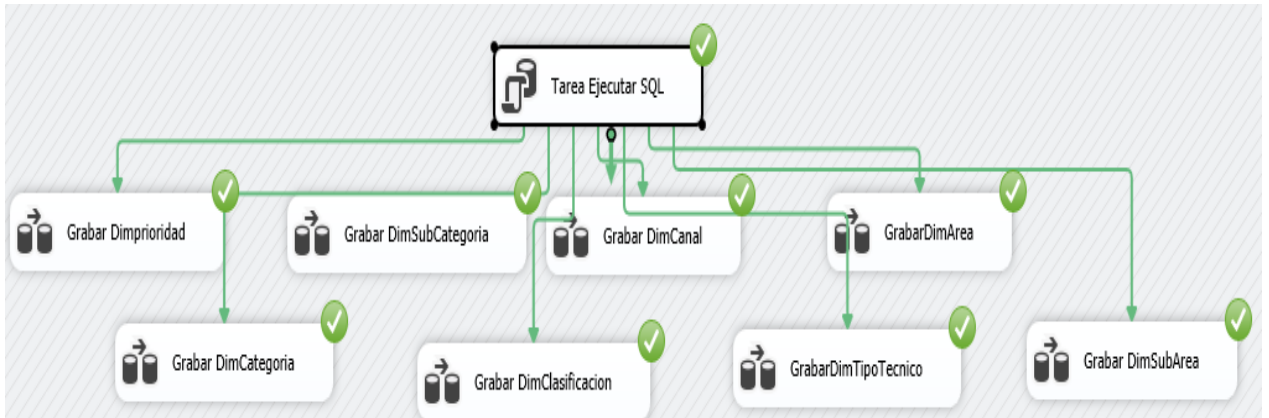 Tarea Ejecutar SQL
Grabar Dimprioridad
Grabar DimSubCategoria
Grabar DimCanal
GrabarDimArea
Grabar DimCategoria
Grabar DimClasificacion
GrabarDimTipoTecnico
Grabar DimSubArea